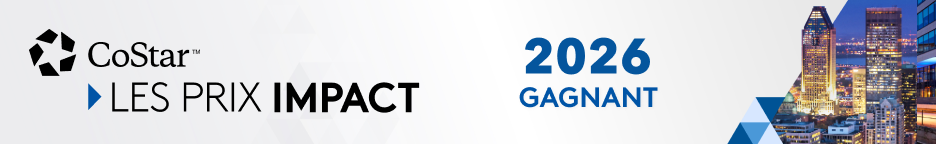 CoStar™
LES PRIX IMPACT
2026
GAGNANT